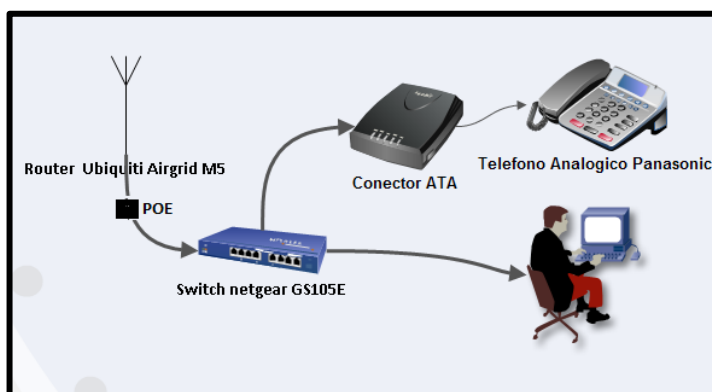 Router Ubiquiti Airgrid M5
POE
Switch netgear GS105E
Conector ATA
Telefono Analogico Panasonic